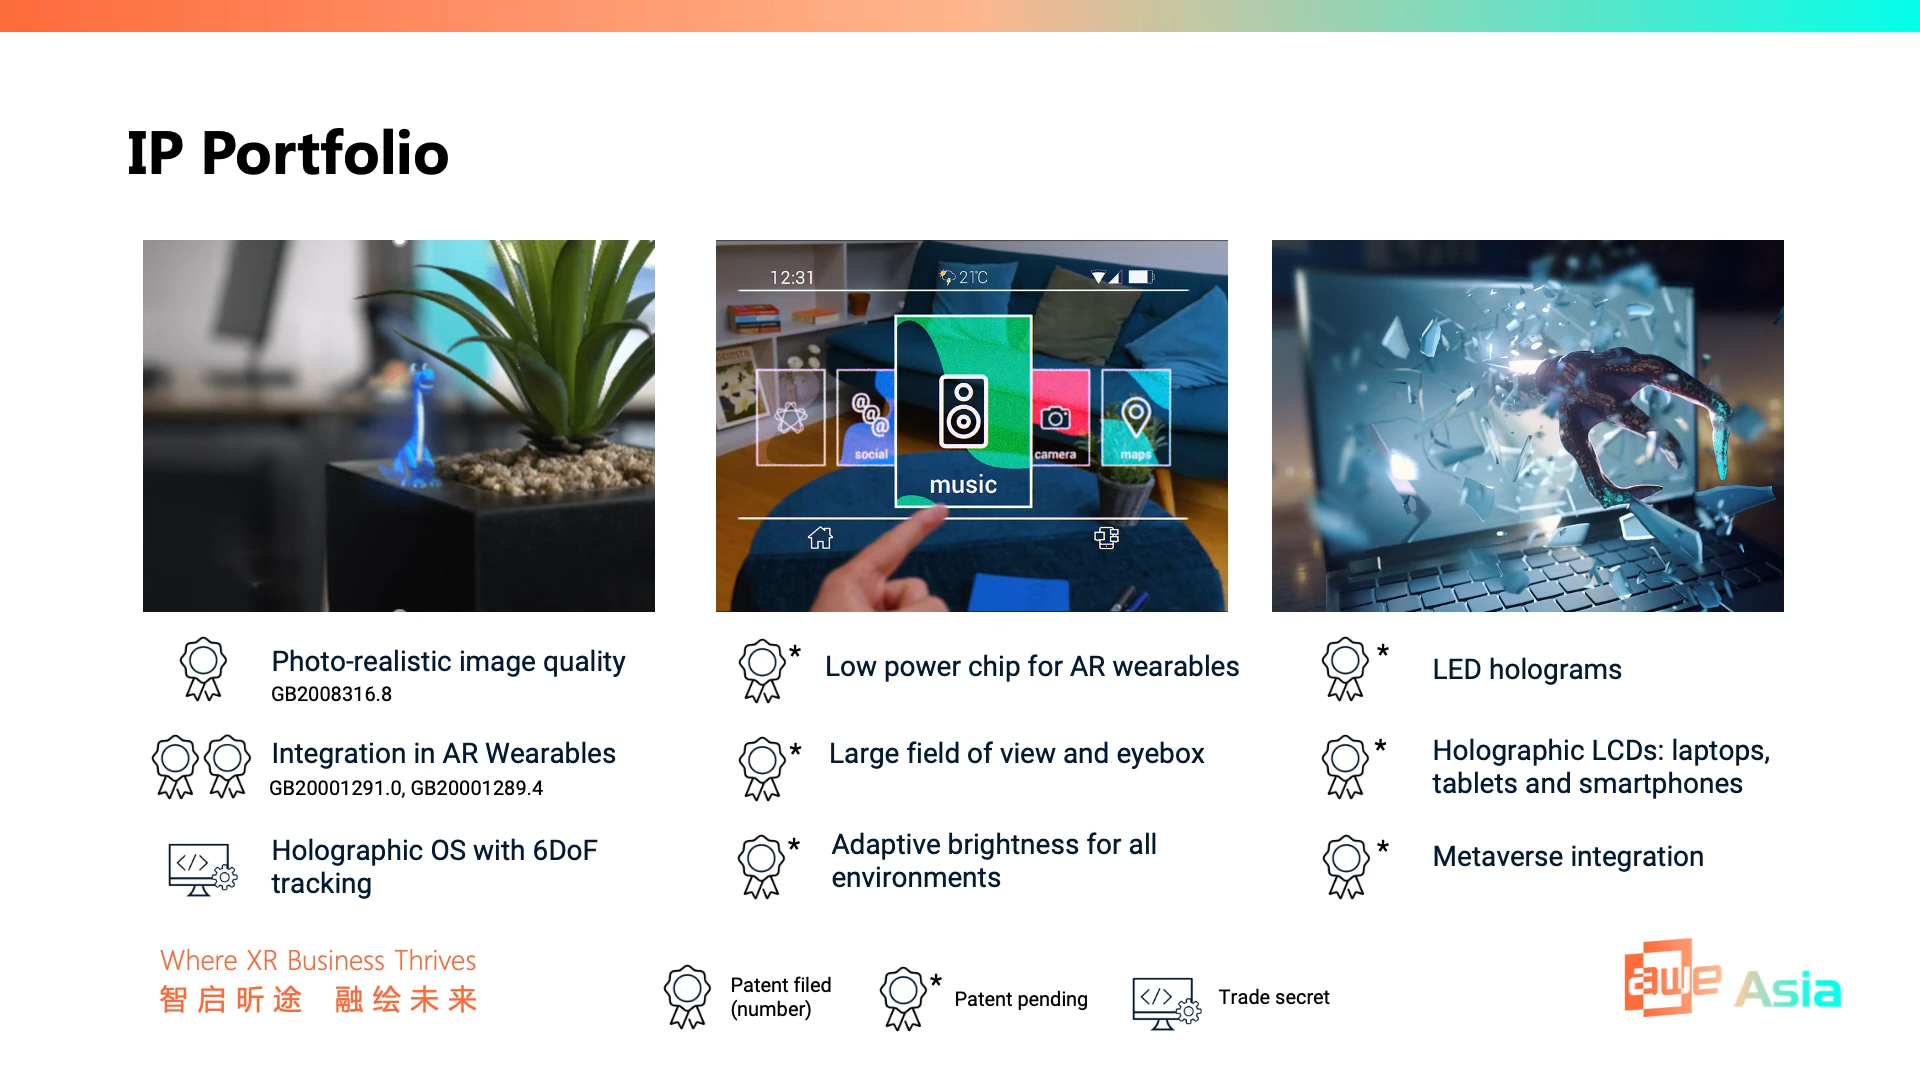 IP Portfolio
12:31
21°C
social
music
camera
maps
Photo-realistic image quality
GB2008316.8
Integration in AR Wearables
GB20001291.0, GB20001289.4
Holographic OS with 6DoF
tracking
* Low power chip for AR wearables
* Large field of view and eyebox
* Adaptive brightness for all
environments
* LED holograms
* Holographic LCDs: laptops,
tablets and smartphones
* Metaverse integration
Where XR Business Thrives
智启昕途 融绘未来
Patent filed
(number)
* Patent pending
Trade secret
awe Asia